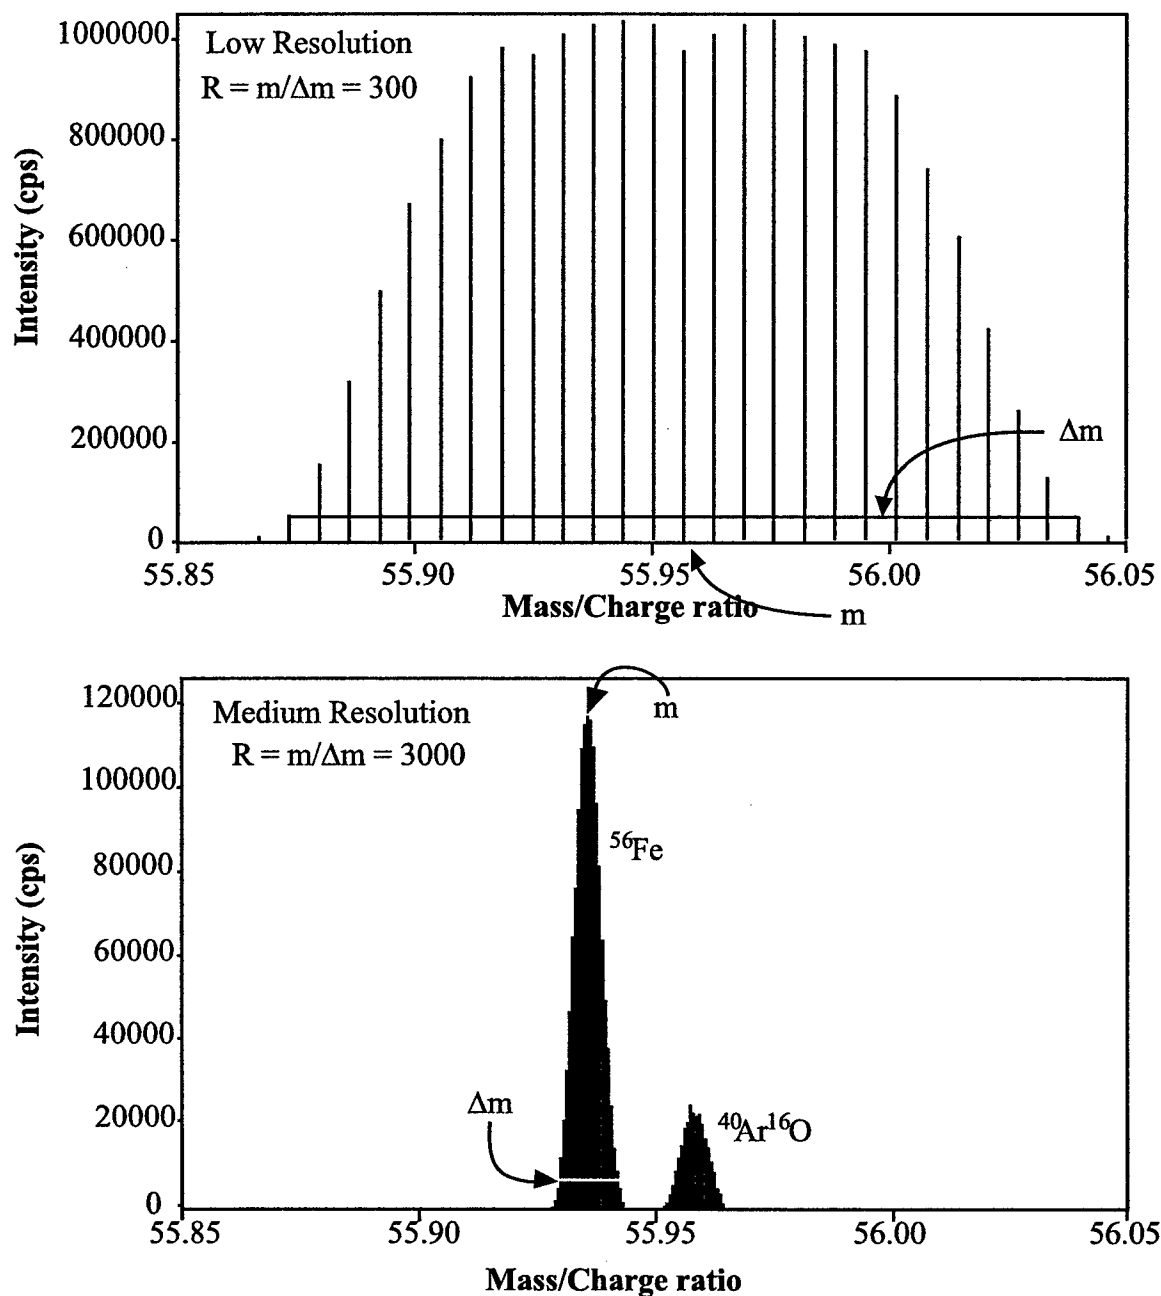 Low Resolution
R = m/Δm = 300
Intensity (cps)
1000000
800000
600000
400000
200000
0
Δm
55.85 55.90 55.95 56.00 56.05
Mass/Charge ratio
m
Medium Resolution
R = m/Δm = 3000
Intensity (cps)
120000
100000
80000
60000
40000
20000
0
m
⁵⁶Fe
Δm
⁴⁰Ar¹⁶O
55.85 55.90 55.95 56.00 56.05
Mass/Charge ratio